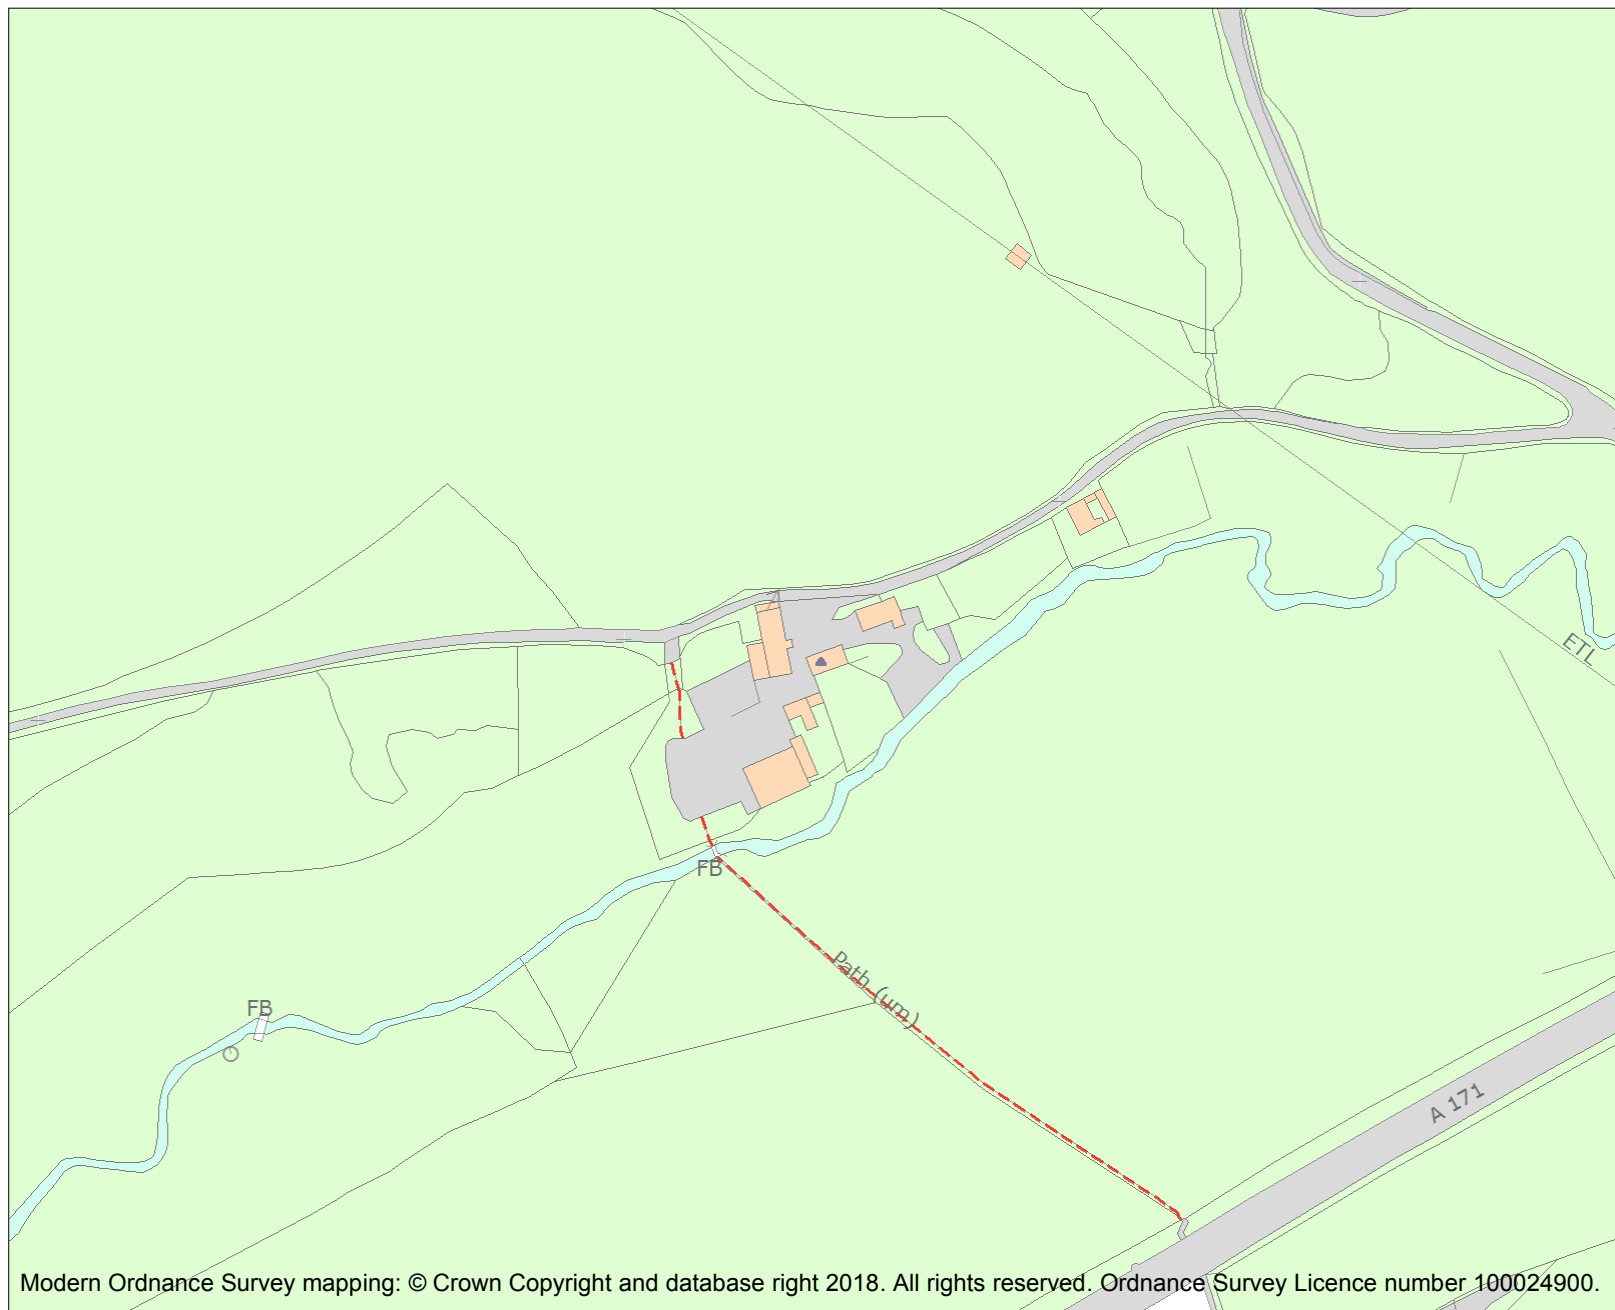 ETL
FB
Path (um)
FB
A 171
Modern Ordnance Survey mapping: © Crown Copyright and database right 2018. All rights reserved. Ordnance Survey Licence number 100024900.